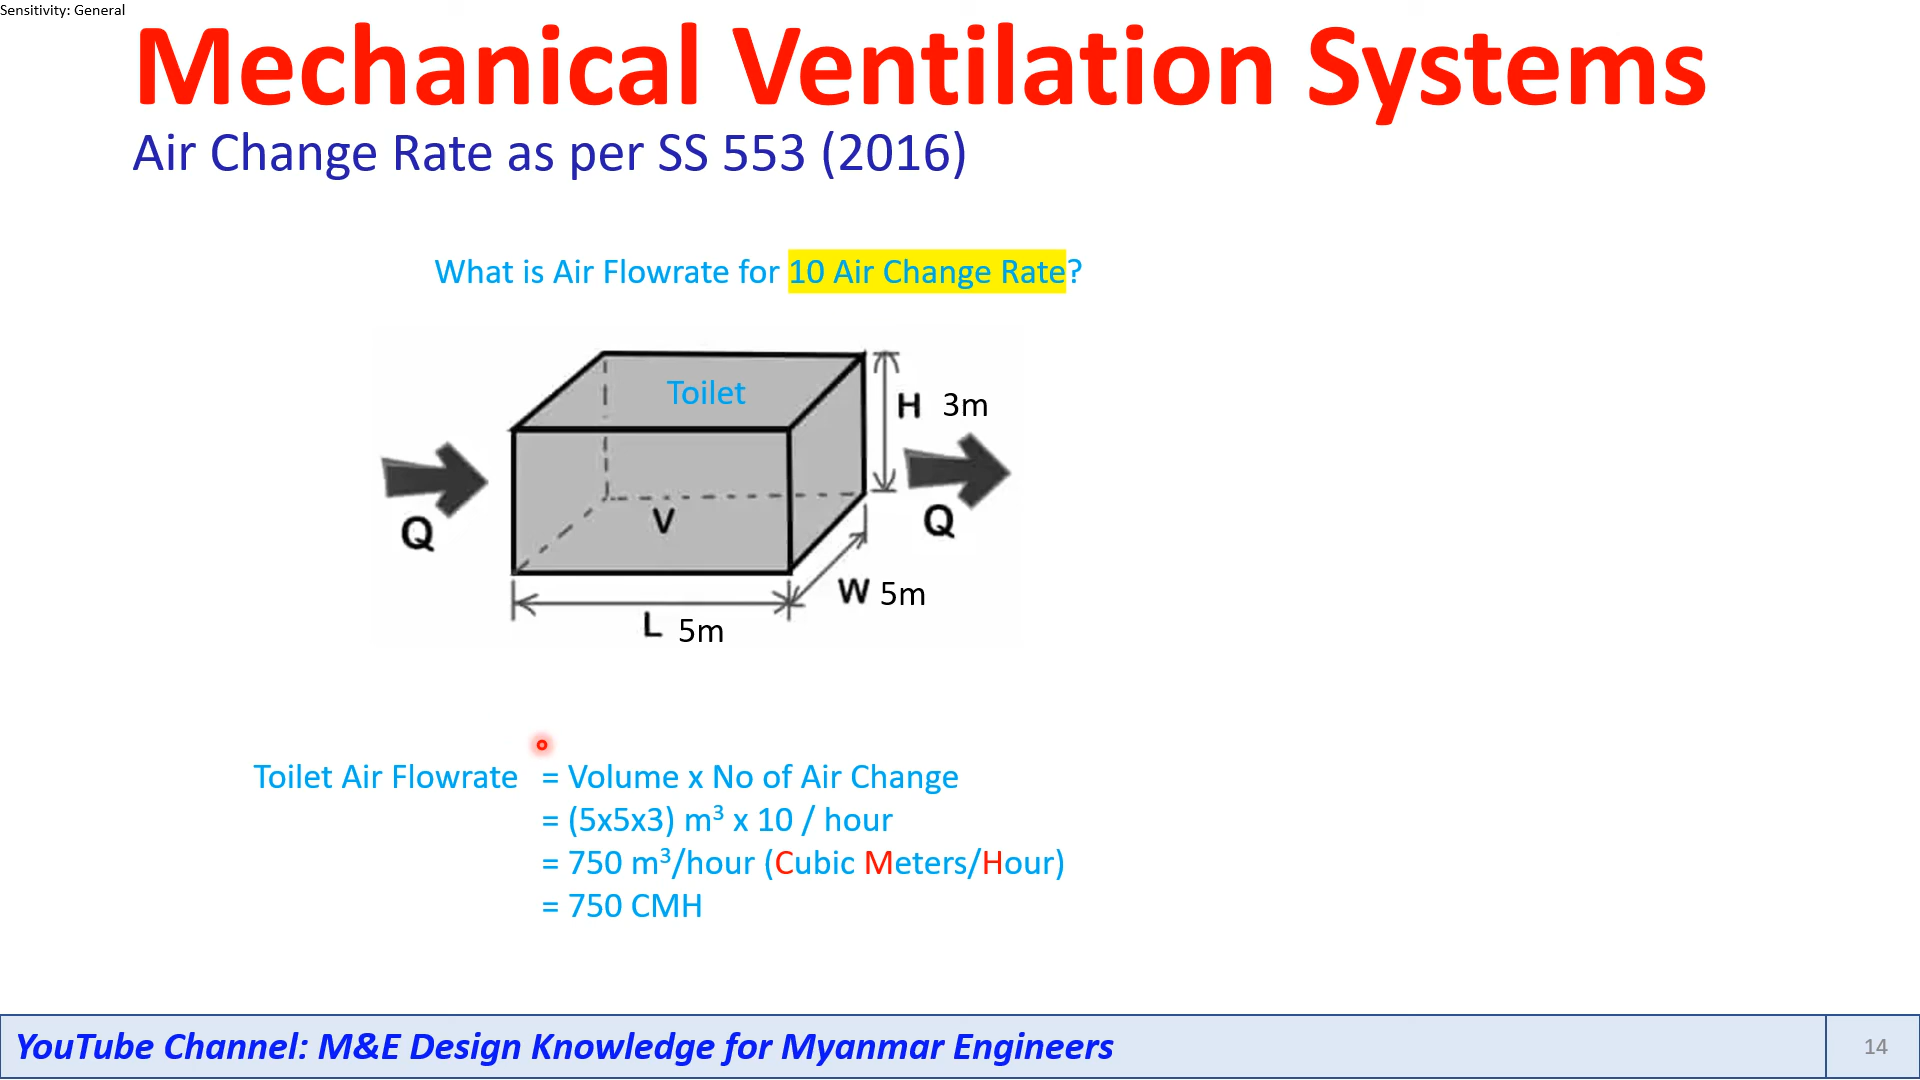 Sensitivity: General
Mechanical Ventilation Systems
Air Change Rate as per SS 553 (2016)
What is Air Flowrate for 10 Air Change Rate?
Toilet
H 3m
Q
V
Q
W 5m
L 5m
Toilet Air Flowrate = Volume x No of Air Change
= (5x5x3) m³ x 10 / hour
= 750 m³/hour (Cubic Meters/Hour)
= 750 CMH
YouTube Channel: M&E Design Knowledge for Myanmar Engineers
14